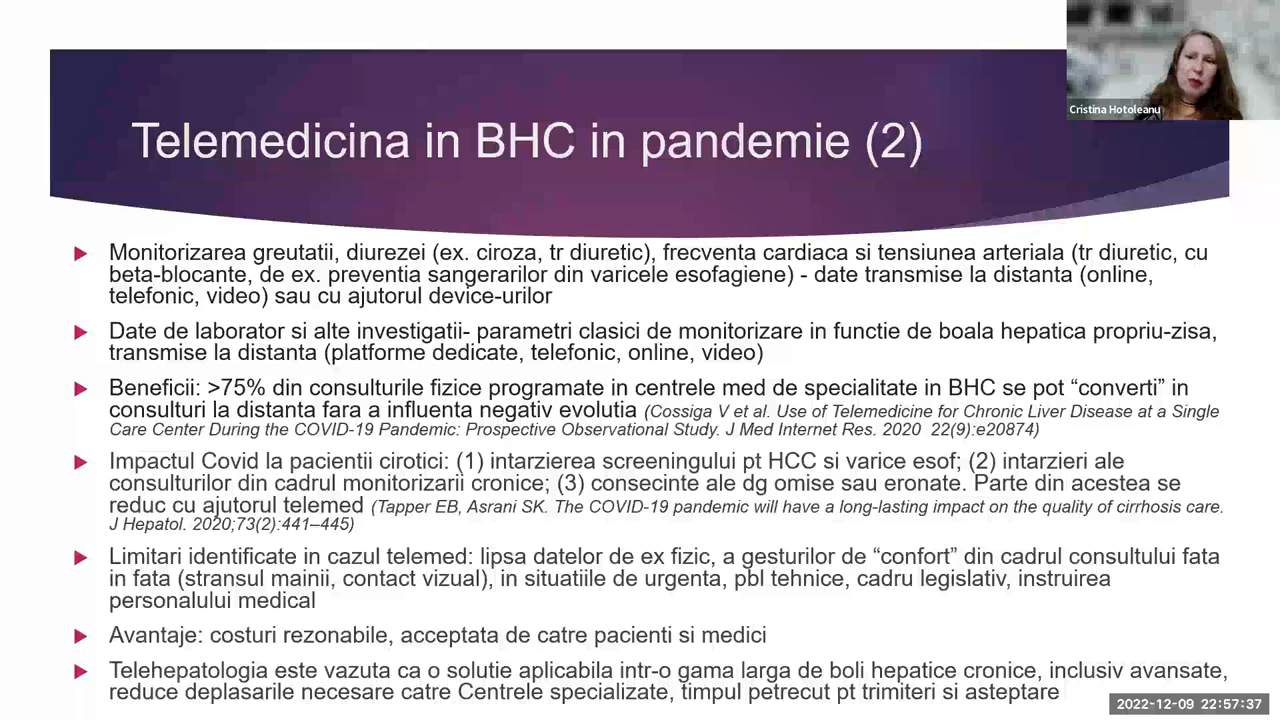 Cristina Hotoleanu
Telemedicina in BHC in pandemie (2)
Monitorizarea greutatii, diurezei (ex. ciroza, tr diuretic), frecventa cardiaca si tensiunea arteriala (tr diuretic, cu
beta-blocante, de ex. preventia sangerarilor din varicele esofagiene) - date transmise la distanta (online,
telefonic, video) sau cu ajutorul device-urilor
Date de laborator si alte investigatii- parametri clasici de monitorizare in functie de boala hepatica propriu-zisa,
transmise la distanta (platforme dedicate, telefonic, online, video)
Beneficii: >75% din consulturile fizice programate in centrele med de specialitate in BHC se pot “converti” in
consulturi la distanta fara a influenta negativ evolutia (Cossiga V et al. Use of Telemedicine for Chronic Liver Disease at a Single
Care Center During the COVID-19 Pandemic: Prospective Observational Study. J Med Internet Res. 2020 22(9):e20874)
Impactul Covid la pacientii cirotici: (1) intarzierea screeningului pt HCC si varice esof; (2) intarzieri ale
consulturilor din cadrul monitorizarii cronice; (3) consecinte ale dg omise sau eronate. Parte din acestea se
reduc cu ajutorul telemed (Tapper EB, Asrani SK. The COVID-19 pandemic will have a long-lasting impact on the quality of cirrhosis care.
J Hepatol. 2020;73(2):441–445)
Limitari identificate in cazul telemed: lipsa datelor de ex fizic, a gesturilor de “confort” din cadrul consultului fata
in fata (stransul mainii, contact vizual), in situatiile de urgenta, pbl tehnice, cadru legislativ, instruirea
personalului medical
Avantaje: costuri rezonabile, acceptata de catre pacienti si medici
Telehepatologia este vazuta ca o solutie aplicabila intr-o gama larga de boli hepatice cronice, inclusiv avansate,
reduce deplasarile necesare catre Centrele specializate, timpul petrecut pt trimiteri si asteptare
2022-12-09 22:57:37